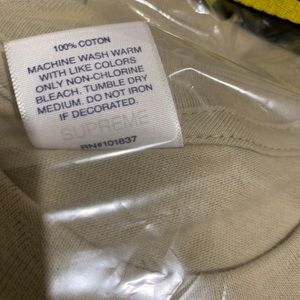 100% COTON
MACHINE WASH WARM
WITH LIKE COLORS
ONLY NON-CHLORINE
BLEACH. TUMBLE DRY
MEDIUM. DO NOT IRON
IF DECORATED.
SUPREME
RN#101837